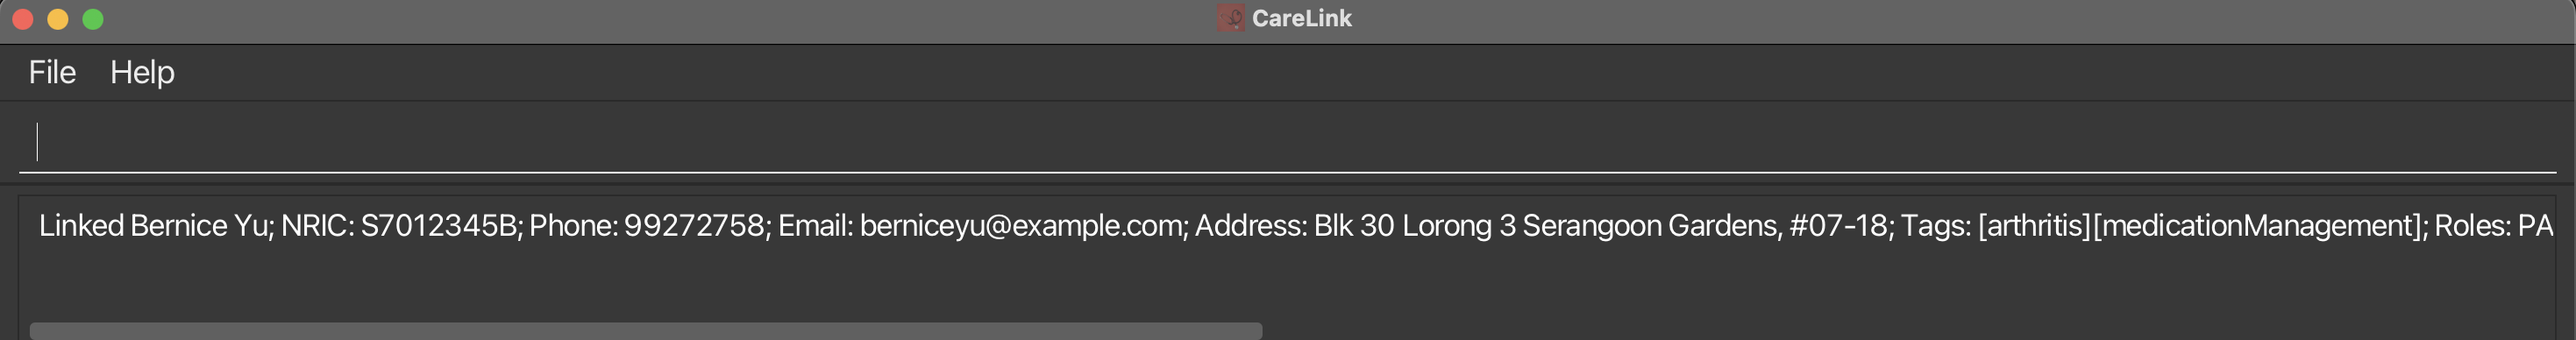 CareLink
File Help
Linked Bernice Yu; NRIC: S7012345B; Phone: 99272758; Email: berniceyu@example.com; Address: Blk 30 Lorong 3 Serangoon Gardens, #07-18; Tags: [arthritis][medicationManagement]; Roles: PA